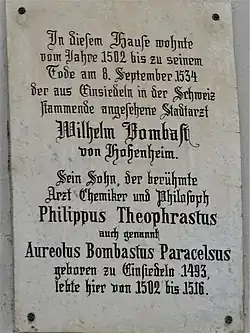 In diesem Hause wohnte
vom Jahre 1502 bis zu seinem
Tode am 8. September 1534
der aus Einsiedeln in der Schweiz
stammende angesehene Stadtarzt
Wilhelm Bombast
von Hohenheim.
Sein Sohn, der berühmte
Arzt Chemiker und Philosoph
Philippus Theophrastus
auch genannt
Aureolus Bombastus Paracelsus
geboren zu Einsiedeln 1493,
lebte hier von 1502 bis 1516.